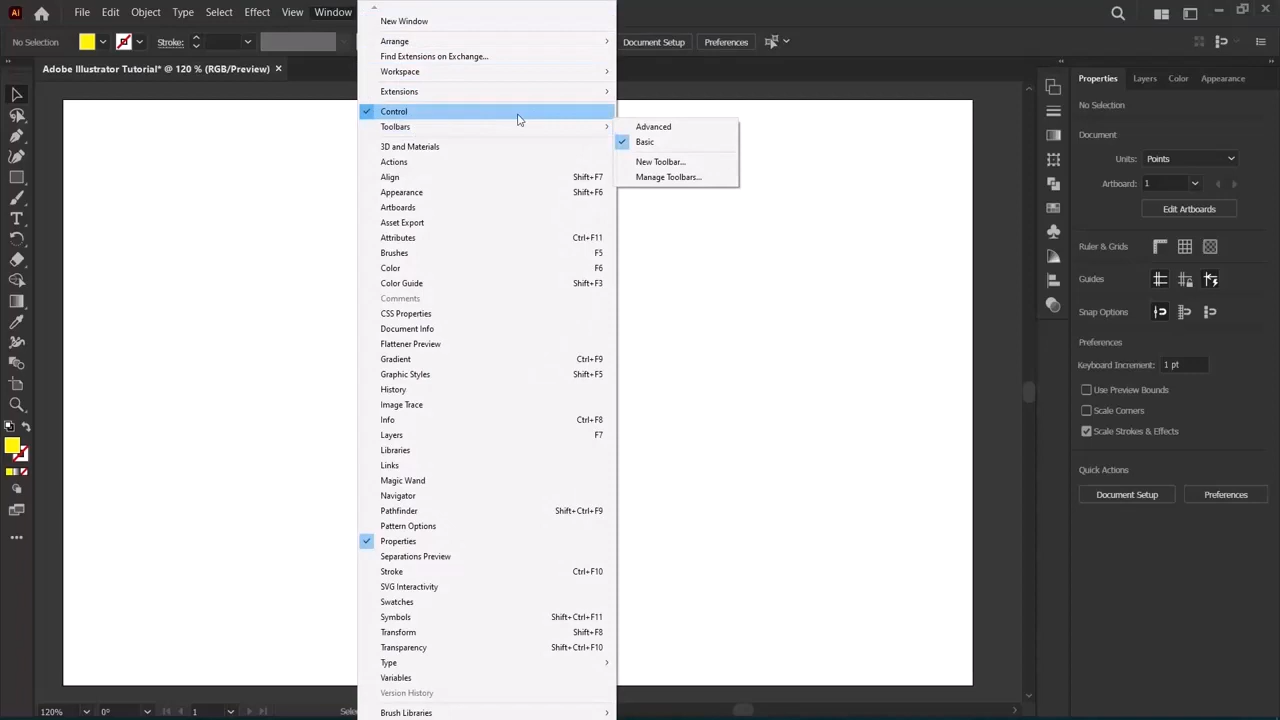 Ai File Edit Object Type Select Effect View Window
No Selection Stroke: Document Setup Preferences
Adobe Illustrator Tutorial* @ 120 % (RGB/Preview) ×
New Window
Arrange
Find Extensions on Exchange...
Workspace
Extensions
Control
Toolbars
3D and Materials
Actions
Align Shift+F7
Appearance Shift+F6
Artboards
Asset Export
Attributes Ctrl+F11
Brushes F5
Color F6
Color Guide Shift+F3
Comments
CSS Properties
Document Info
Flattener Preview
Gradient Ctrl+F9
Graphic Styles Shift+F5
History
Image Trace
Info Ctrl+F8
Layers F7
Libraries
Links
Magic Wand
Navigator
Pathfinder Shift+Ctrl+F9
Pattern Options
Properties
Separations Preview
Stroke Ctrl+F10
SVG Interactivity
Swatches
Symbols Shift+Ctrl+F11
Transform Shift+F8
Transparency Shift+Ctrl+F10
Type
Variables
Version History
Brush Libraries
Advanced
Basic
New Toolbar...
Manage Toolbars...
Properties Layers Color Appearance
No Selection
Document
Units: Points
Artboard: 1
Edit Artboards
Ruler & Grids
Guides
Snap Options
Preferences
Keyboard Increment: 1 pt
Use Preview Bounds
Scale Corners
Scale Strokes & Effects
Quick Actions
Document Setup Preferences
120% 0° 1